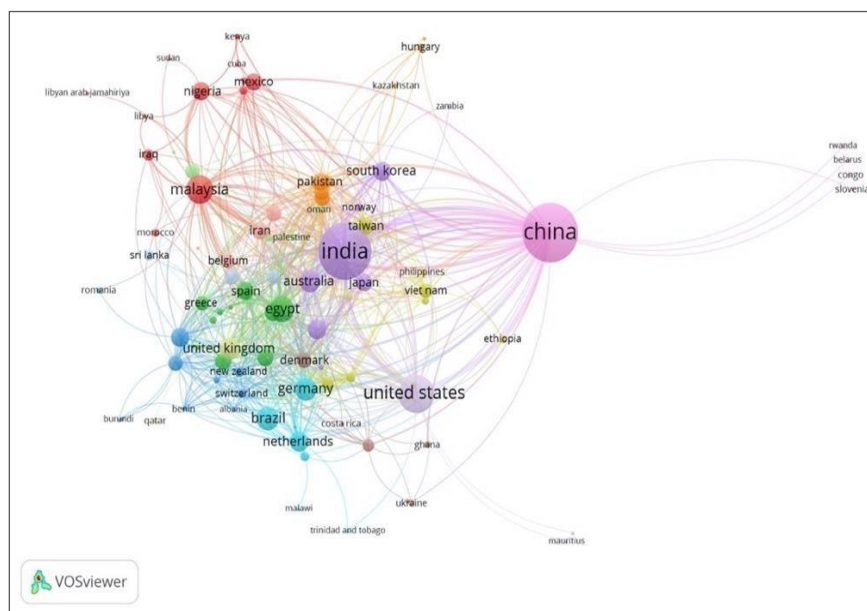 kenya
hungary
sudan
cuba
mexico
nigeria
kazakhstan
libyan arab jamahiriya
zambia
libya
rwanda
iraq
belarus
south korea
congo
malaysia
pakistan
slovenia
oman
norway
taiwan
morocco
iran
palestine
india
china
sri lanka
belgium
philippines
australia
japan
romania
spain
viet nam
greece
egypt
ethiopia
united kingdom
denmark
new zealand
germany
united states
switzerland
benin
albania
burundi
qatar
brazil
costa rica
netherlands
ghana
ukraine
malawi
trinidad and tobago
mauritius
VOSviewer